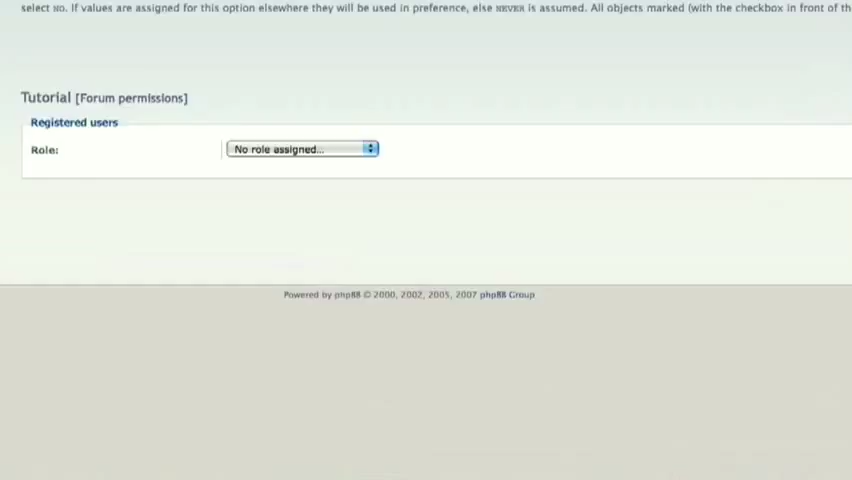 select NO. If values are assigned for this option elsewhere they will be used in preference, else NEVER is assumed. All objects marked (with the checkbox in front of th
Tutorial [Forum permissions]
Registered users
Role:
No role assigned...
Powered by phpBB © 2000, 2002, 2005, 2007 phpBB Group